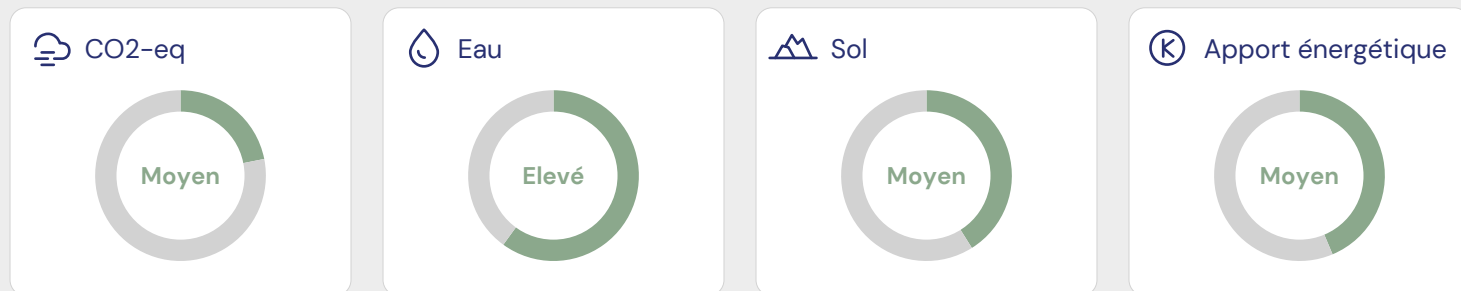 CO2-eq
Moyen
Eau
Elevé
Sol
Moyen
Apport énergétique
Moyen